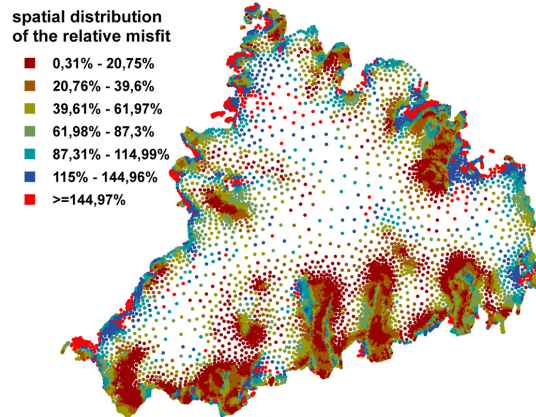 spatial distribution
of the relative misfit
0,31% - 20,75%
20,76% - 39,6%
39,61% - 61,97%
61,98% - 87,3%
87,31% - 114,99%
115% - 144,96%
>=144,97%